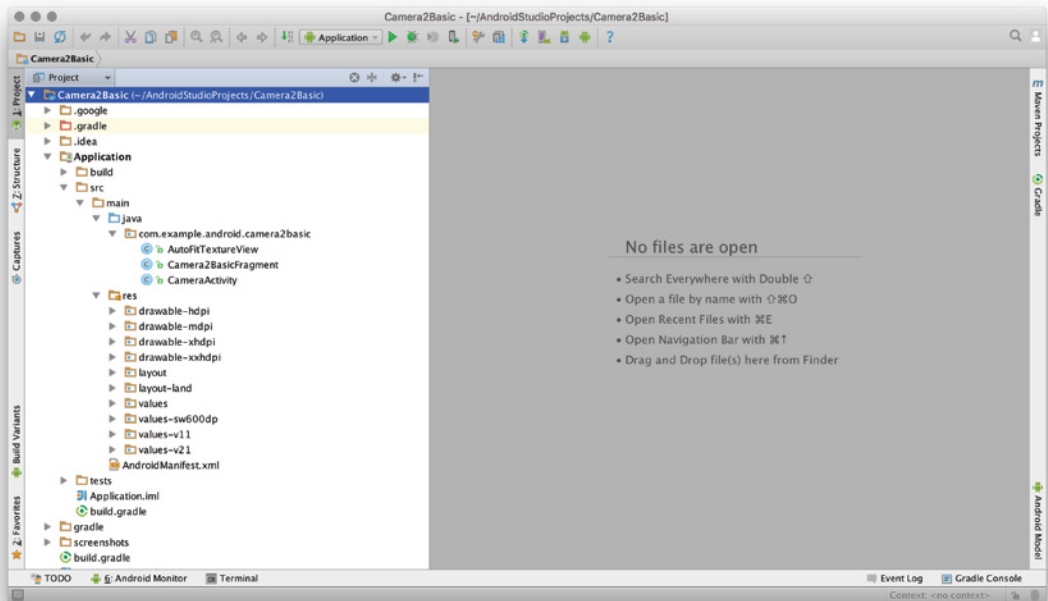 Camera2Basic - [~/AndroidStudioProjects/Camera2Basic]
Application
?
Camera2Basic
Project
Camera2Basic (~/AndroidStudioProjects/Camera2Basic)
.google
.gradle
.idea
Application
build
src
main
java
com.example.android.camera2basic
C AutoFitTextureView
C Camera2BasicFragment
C CameraActivity
res
drawable-hdpi
drawable-mdpi
drawable-xhdpi
drawable-xxhdpi
layout
layout-land
values
values-sw600dp
values-v11
values-v21
AndroidManifest.xml
tests
Application.iml
build.gradle
gradle
screenshots
build.gradle
1: Project
Z: Structure
Captures
Build Variants
2: Favorites
No files are open
• Search Everywhere with Double ⇧
• Open a file by name with ⇧⌘O
• Open Recent Files with ⌘E
• Open Navigation Bar with ⌘↑
• Drag and Drop file(s) here from Finder
m Maven Projects
Gradle
Android Model
TODO 6: Android Monitor Terminal Event Log Gradle Console
Context: <no context>